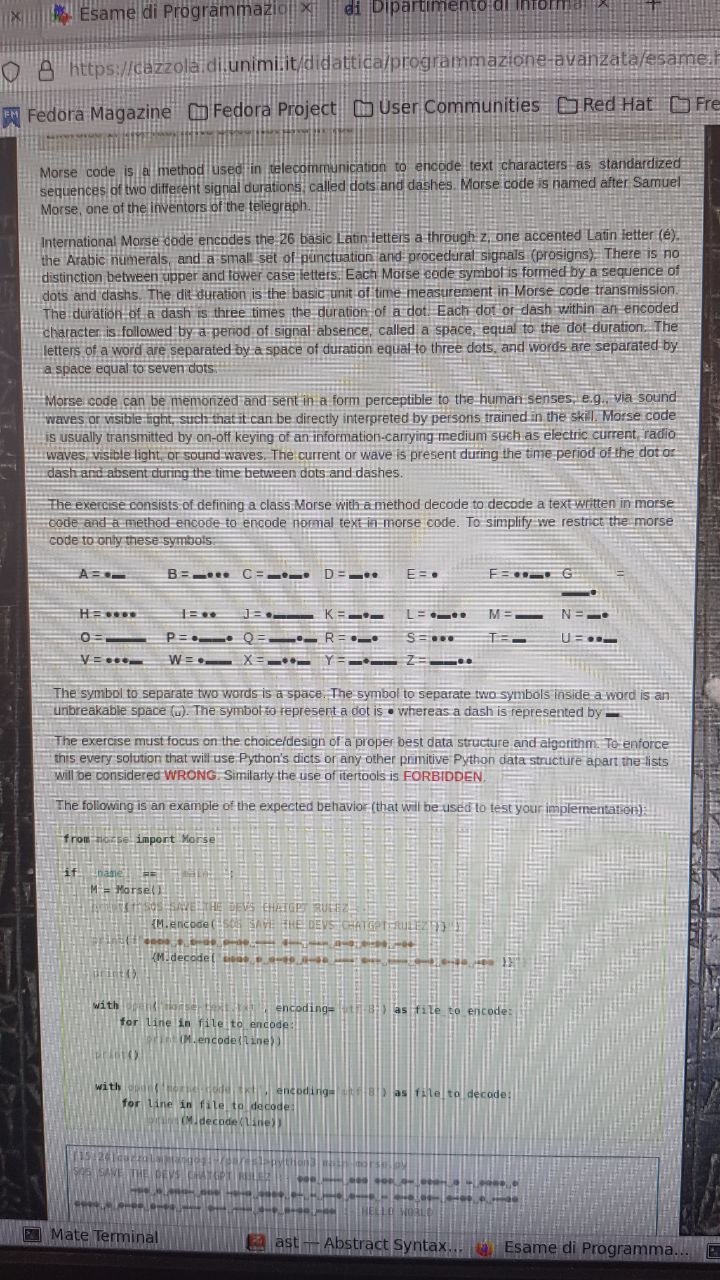 Esame di Programmazio × di Dipartimento di Informa × +
https://cazzola.di.unimi.it/didattica/programmazione-avanzata/esame.h
Fedora Magazine Fedora Project User Communities Red Hat Fre
Morse code is a method used in telecommunication to encode text characters as standardized
sequences of two different signal durations, called dots and dashes. Morse code is named after Samuel
Morse, one of the inventors of the telegraph.
International Morse code encodes the 26 basic Latin letters a through z, one accented Latin letter (é),
the Arabic numerals, and a small set of punctuation and procedural signals (prosigns). There is no
distinction between upper and lower case letters. Each Morse code symbol is formed by a sequence of
dots and dashs. The dit duration is the basic unit of time measurement in Morse code transmission.
The duration of a dash is three times the duration of a dot. Each dot or dash within an encoded
character is followed by a period of signal absence, called a space, equal to the dot duration. The
letters of a word are separated by a space of duration equal to three dots, and words are separated by
a space equal to seven dots.
Morse code can be memorized and sent in a form perceptible to the human senses, e.g., via sound
waves or visible light, such that it can be directly interpreted by persons trained in the skill. Morse code
is usually transmitted by on-off keying of an information-carrying medium such as electric current, radio
waves, visible light, or sound waves. The current or wave is present during the time period of the dot or
dash and absent during the time between dots and dashes.
The exercise consists of defining a class Morse with a method decode to decode a text written in morse
code and a method encode to encode normal text in morse code. To simplify we restrict the morse
code to only these symbols:
A = ●▬ B = ▬●●● C = ▬●▬● D = ▬●● E = ● F = ●●▬● G =
▬▬●
H = ●●●● I = ●● J = ●▬▬▬ K = ▬●▬ L = ●▬●● M = ▬▬ N = ▬●
O = ▬▬▬ P = ●▬▬● Q = ▬▬●▬ R = ●▬● S = ●●● T = ▬ U = ●●▬
V = ●●●▬ W = ●▬▬ X = ▬●●▬ Y = ▬●▬▬ Z = ▬▬●●
The symbol to separate two words is a space. The symbol to separate two symbols inside a word is an
unbreakable space (␣). The symbol to represent a dot is ● whereas a dash is represented by ▬.
The exercise must focus on the choice/design of a proper best data structure and algorithm. To enforce
this every solution that will use Python's dicts or any other primitive Python data structure apart the lists
will be considered WRONG. Similarly the use of itertools is FORBIDDEN.
The following is an example of the expected behavior (that will be used to test your implementation):
from morse import Morse
if name == main :
M = Morse()
print(f"SOS SAVE THE DEVS CHATGPT RULEZ
{M.encode("SOS SAVE THE DEVS CHATGPT RULEZ")}")
print(f"
{M.decode( )}
print()
with open('morse-text.txt', encoding='utf-8') as file_to_encode:
for line in file_to_encode:
print(M.encode(line))
print()
with open('morse-code.txt', encoding='utf-8') as file_to_decode:
for line in file_to_decode:
print(M.decode(line))
[15:24]cazzola@mangog:~/pa/es1>python3 main-morse.py
SOS SAVE THE DEVS CHATGPT RULEZ
HELLO WORLD
Mate Terminal ast — Abstract Syntax... Esame di Programma...